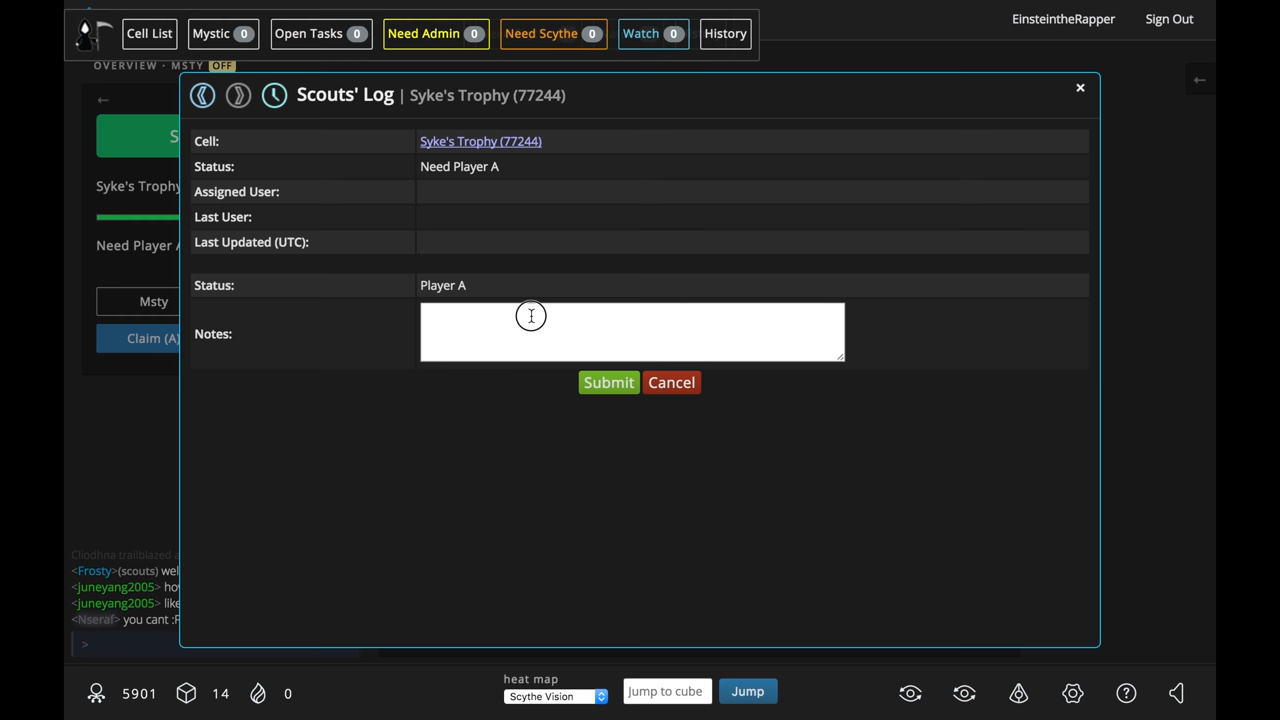 EinsteintheRapper Sign Out
Cell List Mystic 0 Open Tasks 0 Need Admin 0 Need Scythe 0 Watch 0 History
OVERVIEW · MSTY OFF
Scouts' Log | Syke's Trophy (77244)
Cell: Syke's Trophy (77244)
Status: Need Player A
Assigned User:
Last User:
Last Updated (UTC):
Status: Player A
Notes:
Submit Cancel
S
Syke's Trophy
Need Player A
Msty
Claim (A)
Cliodhna trailblazed a
<Frosty>(scouts) wel
<juneyang2005> ho
<juneyang2005> like
<Nseraf> you cant :P
>
5901 14 0
heat map
Scythe Vision
Jump to cube Jump